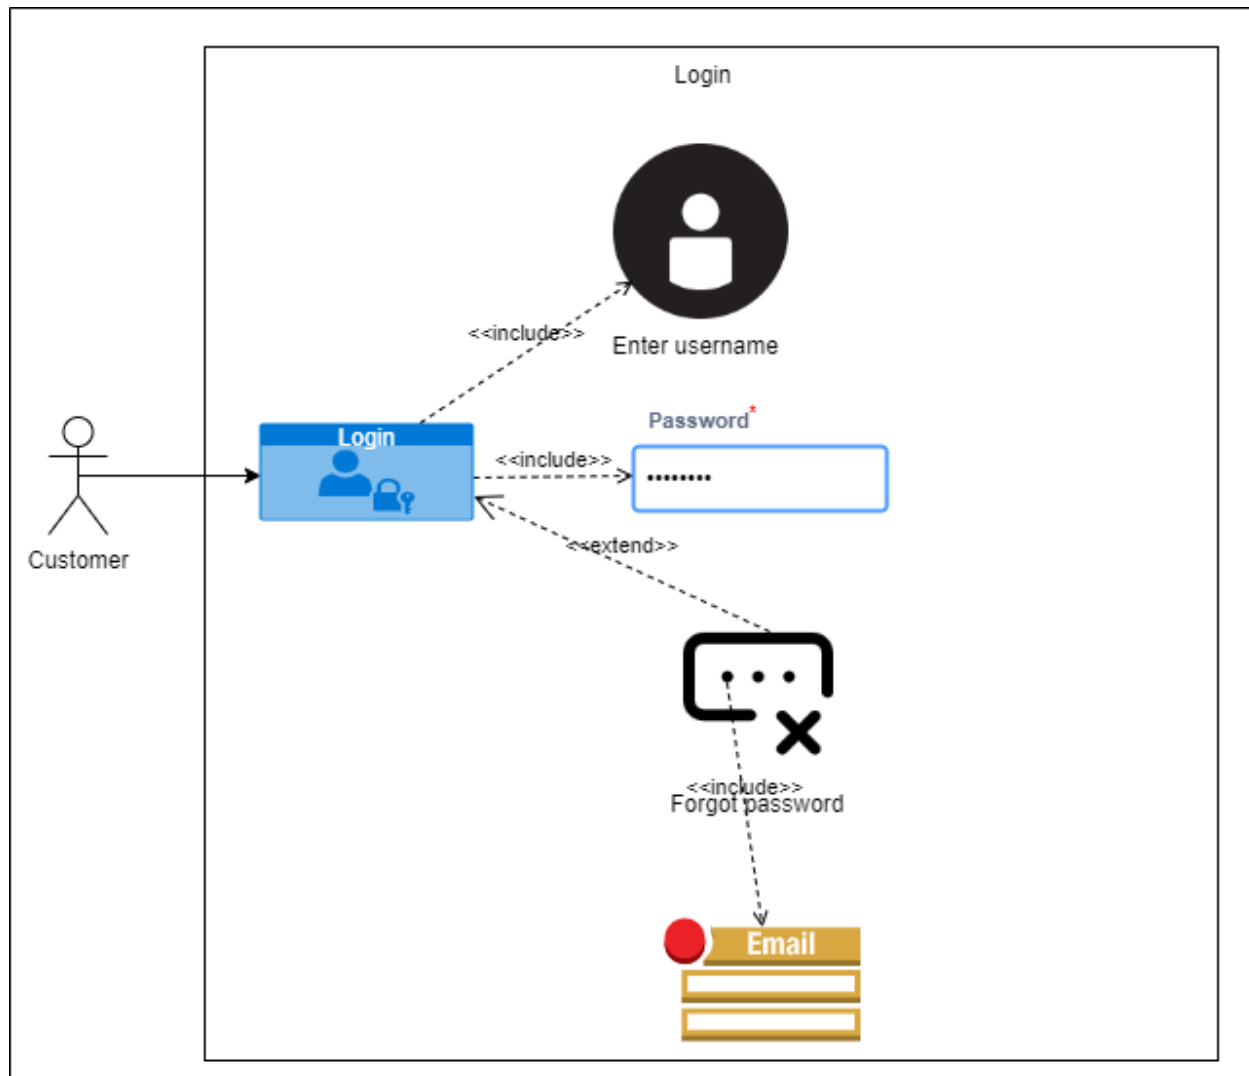 Login
<<include>>
Enter username
Password*
Login
<<include>>
<<extend>>
Customer
<<include>>
Forgot password
Email